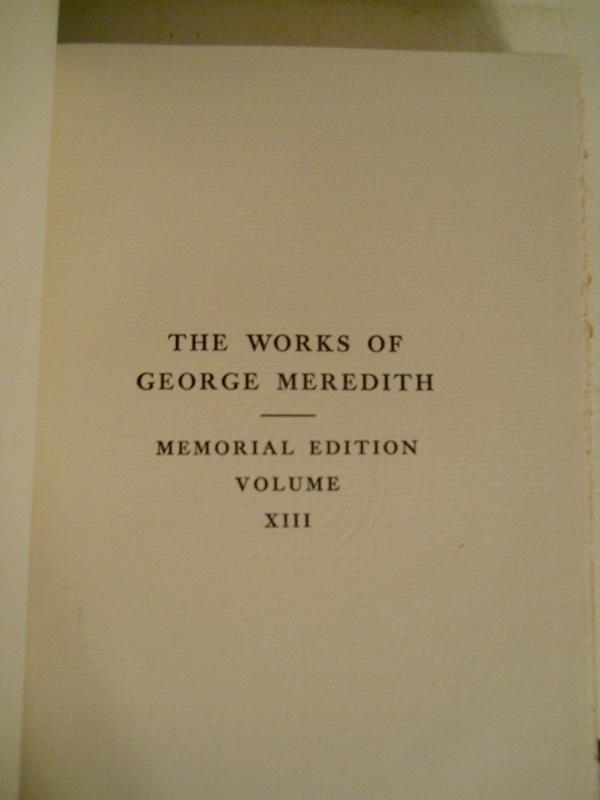 THE WORKS OF
GEORGE MEREDITH
MEMORIAL EDITION
VOLUME
XIII